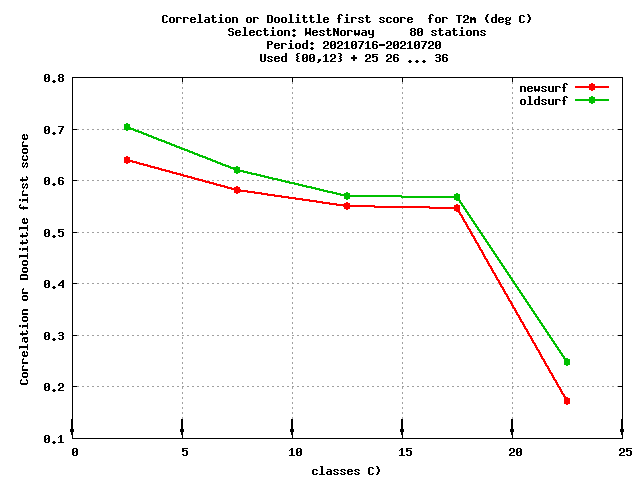 Correlation or Doolittle first score  for T2m (deg C)
Selection: WestNorway     80 stations
Period: 20210716-20210720
Used {00,12} + 25 26 ... 36
newsurf
oldsurf
Correlation or Doolittle first score
0.8
0.7
0.6
0.5
0.4
0.3
0.2
0.1
0 5 10 15 20 25
classes C)